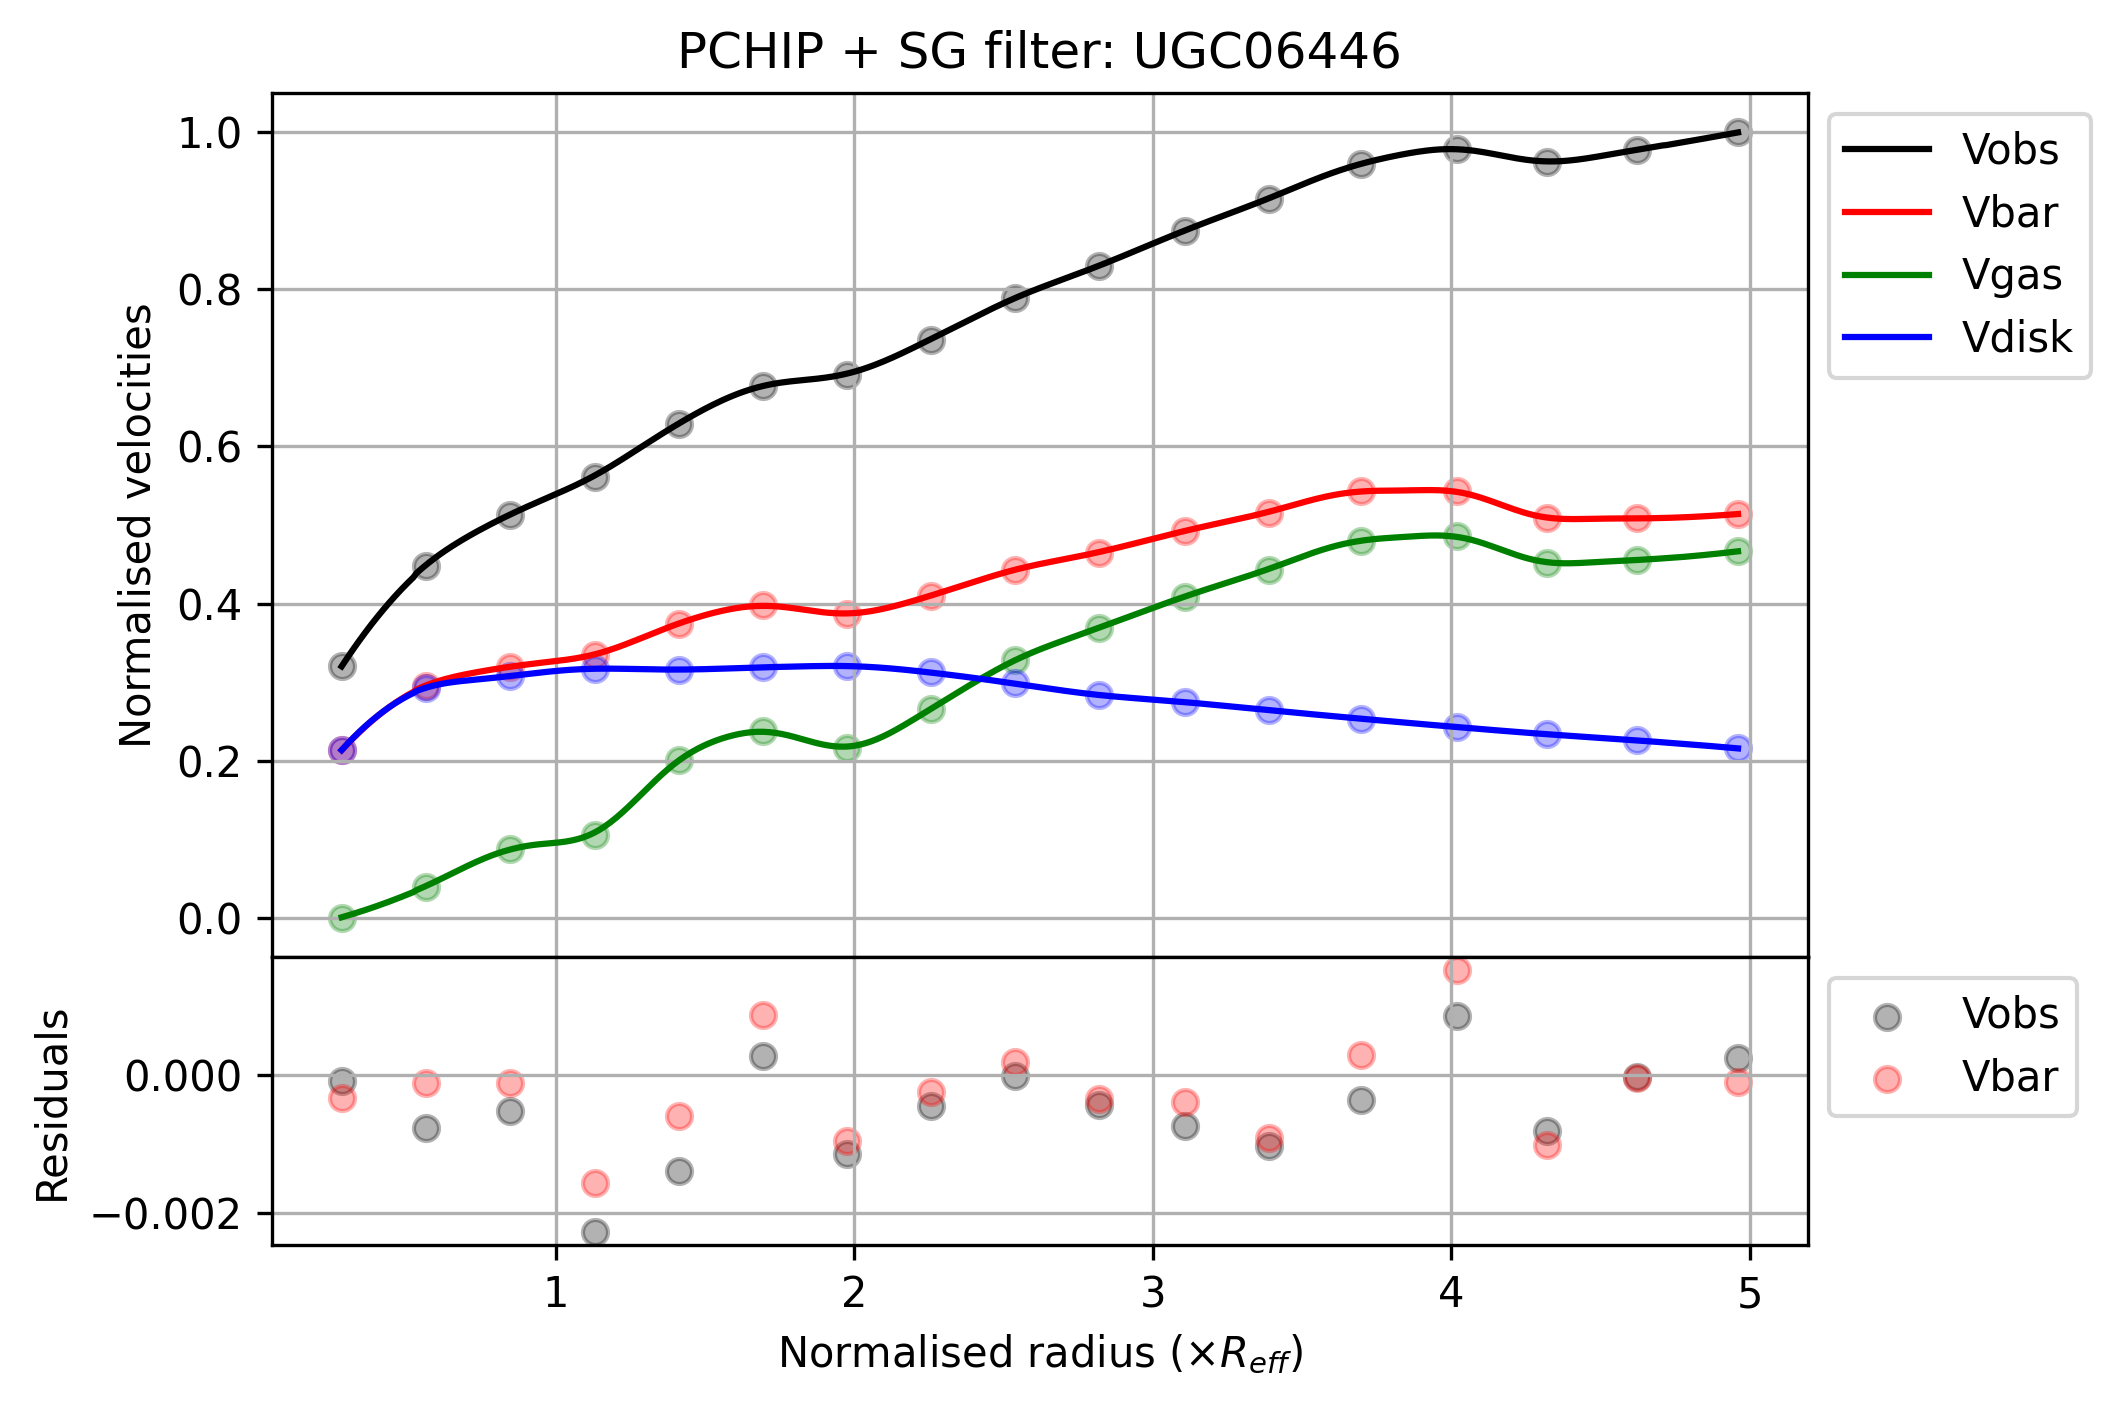 PCHIP + SG filter: UGC06446
Normalised velocities
1.0
0.8
0.6
0.4
0.2
0.0
Vobs
Vbar
Vgas
Vdisk
Residuals
0.000
−0.002
Vobs
Vbar
1 2 3 4 5
Normalised radius (×R_eff)